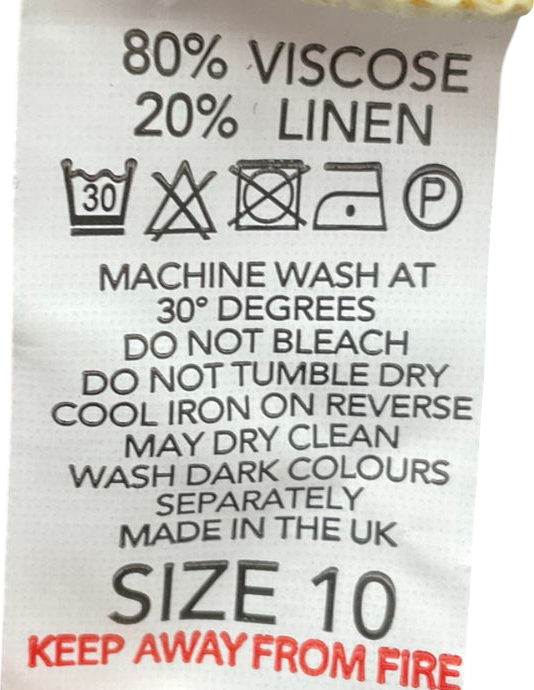 80% VISCOSE
20% LINEN
30 P
MACHINE WASH AT
30° DEGREES
DO NOT BLEACH
DO NOT TUMBLE DRY
COOL IRON ON REVERSE
MAY DRY CLEAN
WASH DARK COLOURS
SEPARATELY
MADE IN THE UK
SIZE 10
KEEP AWAY FROM FIRE